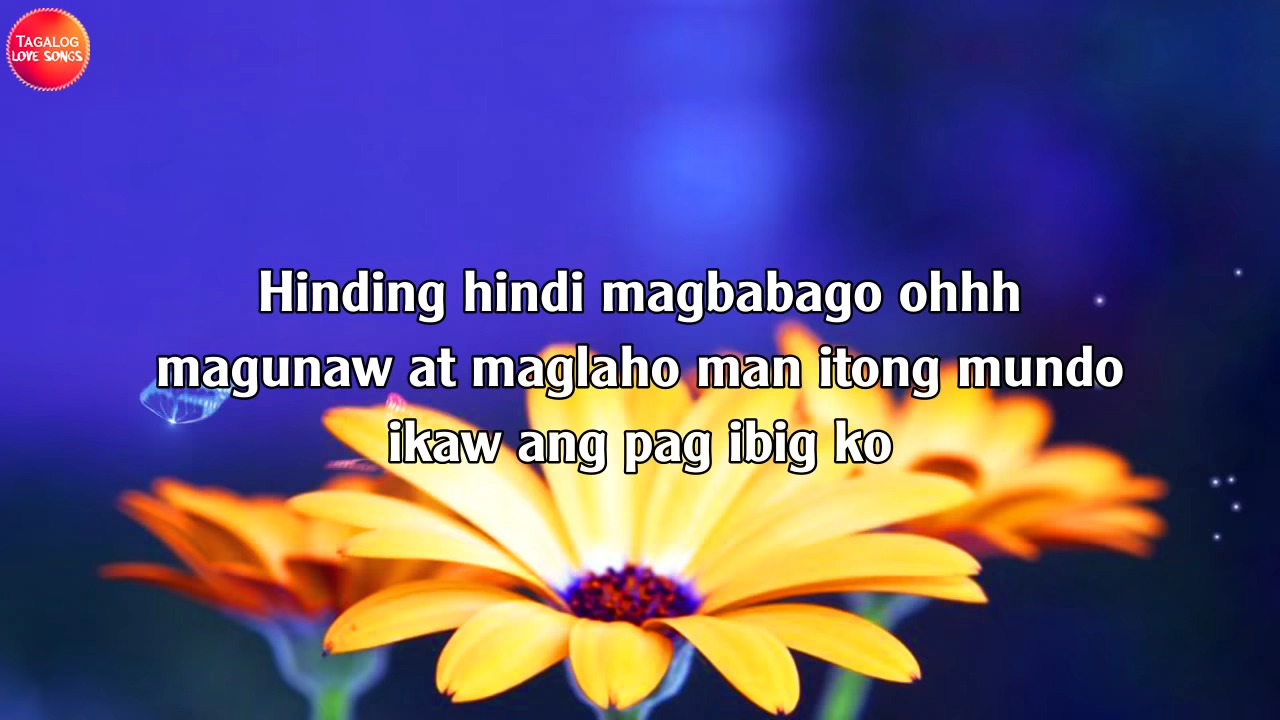 TAGALOG
LOVE SONGS
Hinding hindi magbabago ohhh
magunaw at maglaho man itong mundo
ikaw ang pag ibig ko